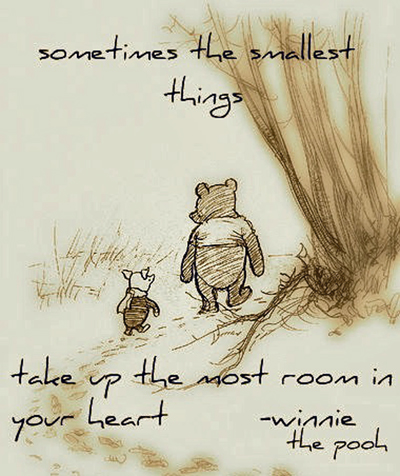 sometimes the smallest
things
take up the most room in
your heart -winnie
the pooh